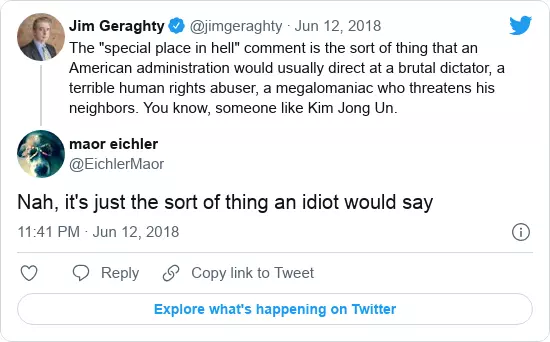 Jim Geraghty @jimgeraghty · Jun 12, 2018
The "special place in hell" comment is the sort of thing that an
American administration would usually direct at a brutal dictator, a
terrible human rights abuser, a megalomaniac who threatens his
neighbors. You know, someone like Kim Jong Un.
maor eichler
@EichlerMaor
Nah, it's just the sort of thing an idiot would say
11:41 PM · Jun 12, 2018
Reply Copy link to Tweet
Explore what's happening on Twitter